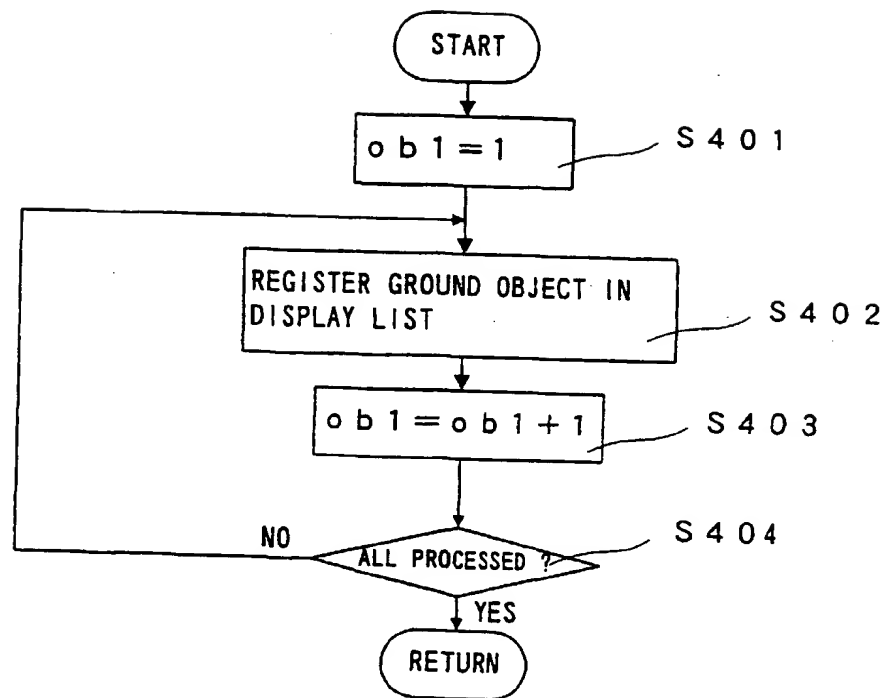 START
ob1=1
S401
REGISTER GROUND OBJECT IN
DISPLAY LIST
S402
ob1=ob1+1
S403
ALL PROCESSED ?
S404
NO
YES
RETURN